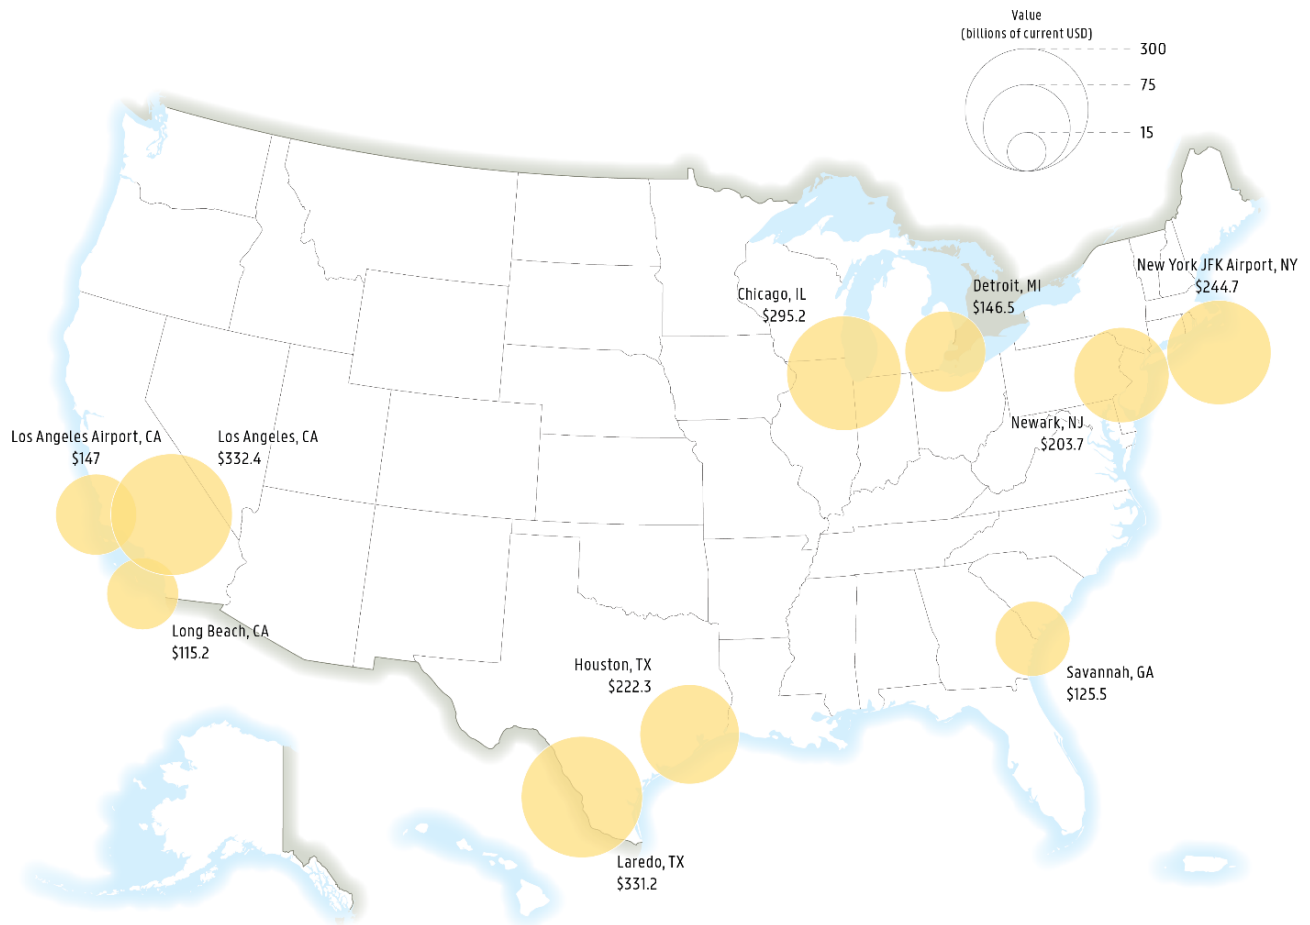 Value
(billions of current USD)
300
75
15
New York JFK Airport, NY
$244.7
Detroit, MI
$146.5
Chicago, IL
$295.2
Newark, NJ
$203.7
Los Angeles Airport, CA
$147
Los Angeles, CA
$332.4
Long Beach, CA
$115.2
Houston, TX
$222.3
Savannah, GA
$125.5
Laredo, TX
$331.2